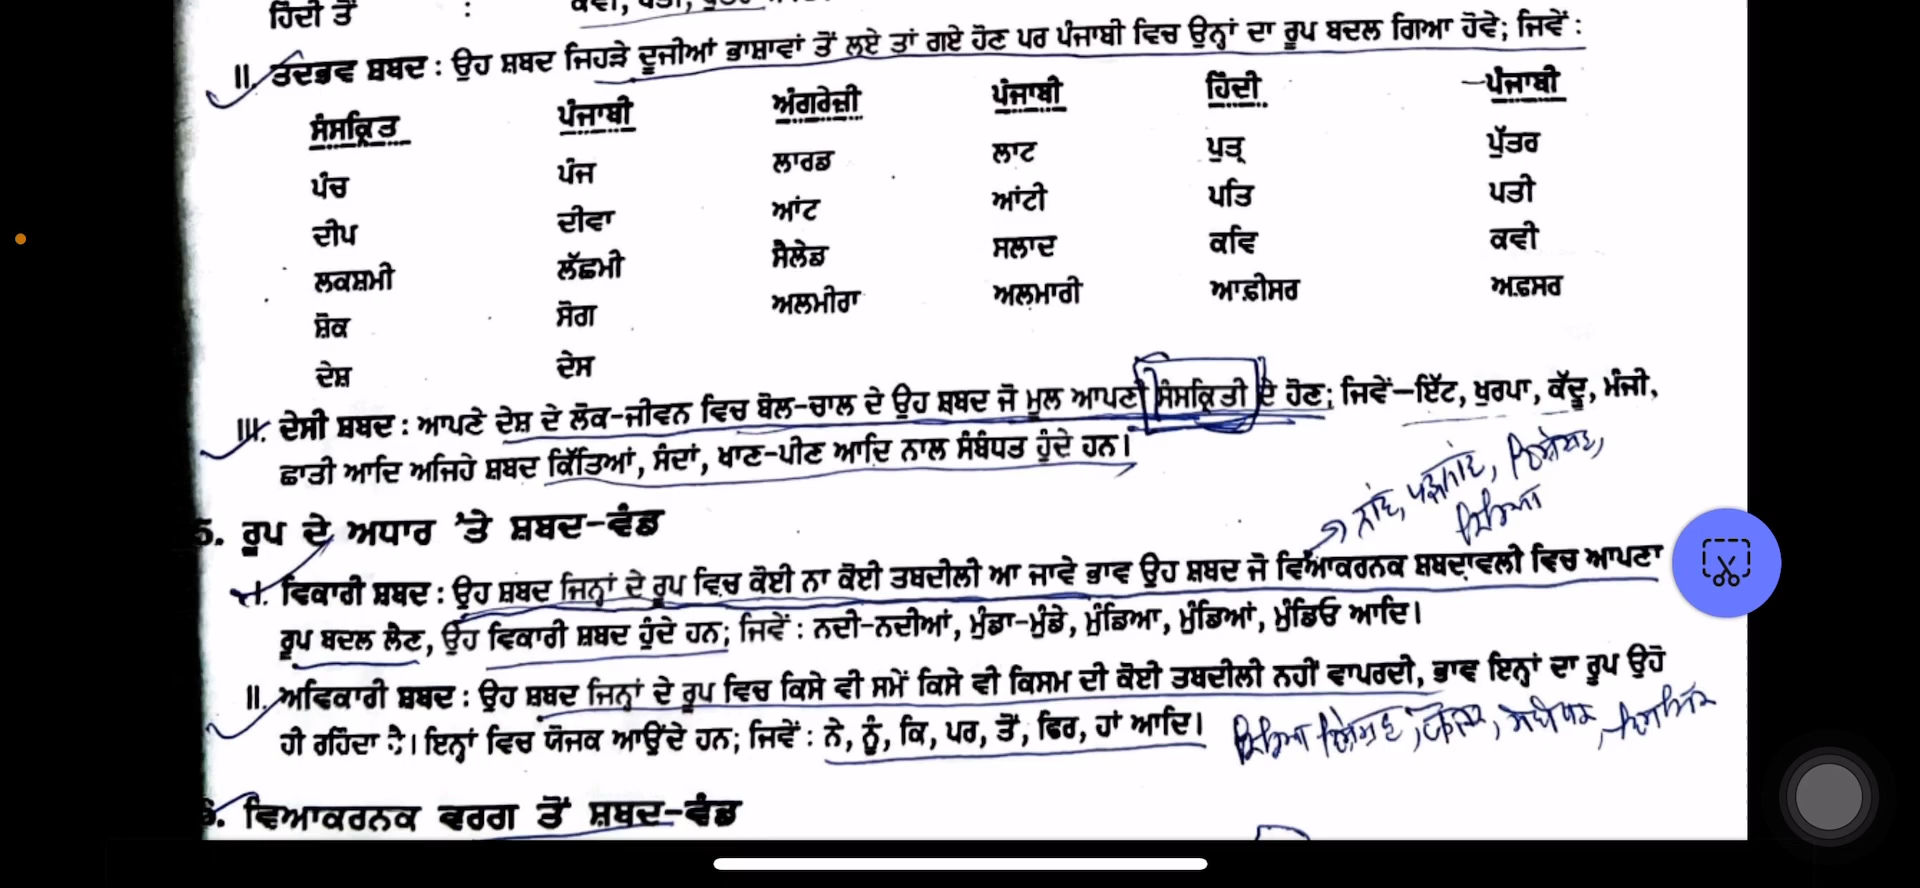 ਹਿੰਦੀ ਤੋਂ :
II. ਤਦਭਵ ਸ਼ਬਦ : ਉਹ ਸ਼ਬਦ ਜਿਹੜੇ ਦੂਜੀਆਂ ਭਾਸ਼ਾਵਾਂ ਤੋਂ ਲਏ ਤਾਂ ਗਏ ਹੋਣ ਪਰ ਪੰਜਾਬੀ ਵਿਚ ਉਨ੍ਹਾਂ ਦਾ ਰੂਪ ਬਦਲ ਗਿਆ ਹੋਵੇ; ਜਿਵੇਂ :
ਸੰਸਕ੍ਰਿਤ ਪੰਜਾਬੀ ਅੰਗਰੇਜ਼ੀ ਪੰਜਾਬੀ ਹਿੰਦੀ ਪੰਜਾਬੀ
ਪੰਚ ਪੰਜ ਲਾਰਡ ਲਾਟ ਪੁਤ੍ਰ ਪੁੱਤਰ
ਦੀਪ ਦੀਵਾ ਆਂਟ ਆਂਟੀ ਪਤਿ ਪਤੀ
ਲਕਸ਼ਮੀ ਲੱਛਮੀ ਸੈਲੇਡ ਸਲਾਦ ਕਵਿ ਕਵੀ
ਸ਼ੋਕ ਸੋਗ ਅਲਮੀਰਾ ਅਲਮਾਰੀ ਆਫ਼ੀਸਰ ਅਫ਼ਸਰ
ਦੇਸ਼ ਦੇਸ
III. ਦੇਸੀ ਸ਼ਬਦ : ਆਪਣੇ ਦੇਸ਼ ਦੇ ਲੋਕ-ਜੀਵਨ ਵਿਚ ਬੋਲ-ਚਾਲ ਦੇ ਉਹ ਸ਼ਬਦ ਜੋ ਮੂਲ ਆਪਣੀ ਸੰਸਕ੍ਰਿਤੀ ਦੇ ਹੋਣ; ਜਿਵੇਂ—ਇੱਟ, ਖੁਰਪਾ, ਕੱਦੂ, ਮੰਜੀ,
ਛਾਤੀ ਆਦਿ ਅਜਿਹੇ ਸ਼ਬਦ ਕਿੱਤਿਆਂ, ਸੰਦਾਂ, ਖਾਣ-ਪੀਣ ਆਦਿ ਨਾਲ ਸੰਬੰਧਤ ਹੁੰਦੇ ਹਨ।
ਨਾਂਵ, ਪੜਨਾਂਵ, ਵਿਸ਼ੇਸ਼ਣ,
ਕਿਰਿਆ
5. ਰੂਪ ਦੇ ਅਧਾਰ 'ਤੇ ਸ਼ਬਦ-ਵੰਡ
I. ਵਿਕਾਰੀ ਸ਼ਬਦ : ਉਹ ਸ਼ਬਦ ਜਿਨ੍ਹਾਂ ਦੇ ਰੂਪ ਵਿਚ ਕੋਈ ਨਾ ਕੋਈ ਤਬਦੀਲੀ ਆ ਜਾਵੇ ਭਾਵ ਉਹ ਸ਼ਬਦ ਜੋ ਵਿਆਕਰਨਕ ਸ਼ਬਦਾਵਲੀ ਵਿਚ ਆਪਣਾ
ਰੂਪ ਬਦਲ ਲੈਣ, ਉਹ ਵਿਕਾਰੀ ਸ਼ਬਦ ਹੁੰਦੇ ਹਨ; ਜਿਵੇਂ : ਨਦੀ-ਨਦੀਆਂ, ਮੁੰਡਾ-ਮੁੰਡੇ, ਮੁੰਡਿਆ, ਮੁੰਡਿਆਂ, ਮੁੰਡਿਓ ਆਦਿ।
II. ਅਵਿਕਾਰੀ ਸ਼ਬਦ : ਉਹ ਸ਼ਬਦ ਜਿਨ੍ਹਾਂ ਦੇ ਰੂਪ ਵਿਚ ਕਿਸੇ ਵੀ ਸਮੇਂ ਕਿਸੇ ਵੀ ਕਿਸਮ ਦੀ ਕੋਈ ਤਬਦੀਲੀ ਨਹੀਂ ਵਾਪਰਦੀ, ਭਾਵ ਇਨ੍ਹਾਂ ਦਾ ਰੂਪ ਉਹੋ
ਹੀ ਰਹਿੰਦਾ ਹੈ। ਇਨ੍ਹਾਂ ਵਿਚ ਯੋਜਕ ਆਉਂਦੇ ਹਨ; ਜਿਵੇਂ : ਨੇ, ਨੂੰ, ਕਿ, ਪਰ, ਤੋਂ, ਫਿਰ, ਹਾਂ ਆਦਿ।
ਕਿਰਿਆ ਵਿਸ਼ੇਸ਼ਣ, ਯੋਜਕ, ਸੰਬੰਧਕ, ਵਿਸਮਿਕ
6. ਵਿਆਕਰਨਕ ਵਰਗ ਤੋਂ ਸ਼ਬਦ-ਵੰਡ